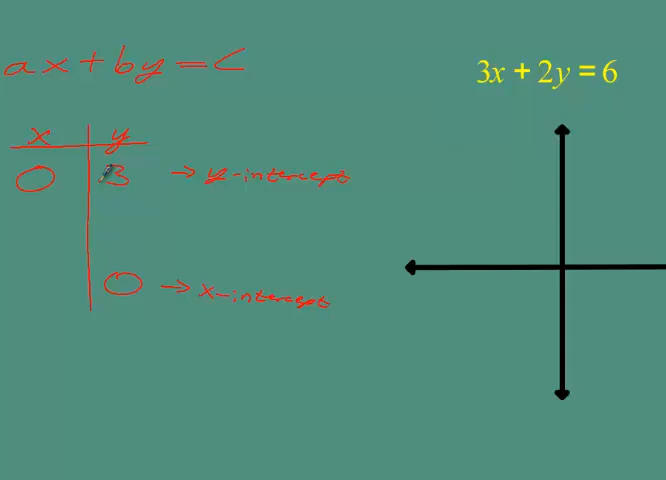 ax + by = c
3x + 2y = 6
x y
0 3 → y-intercept
0 → x-intercept